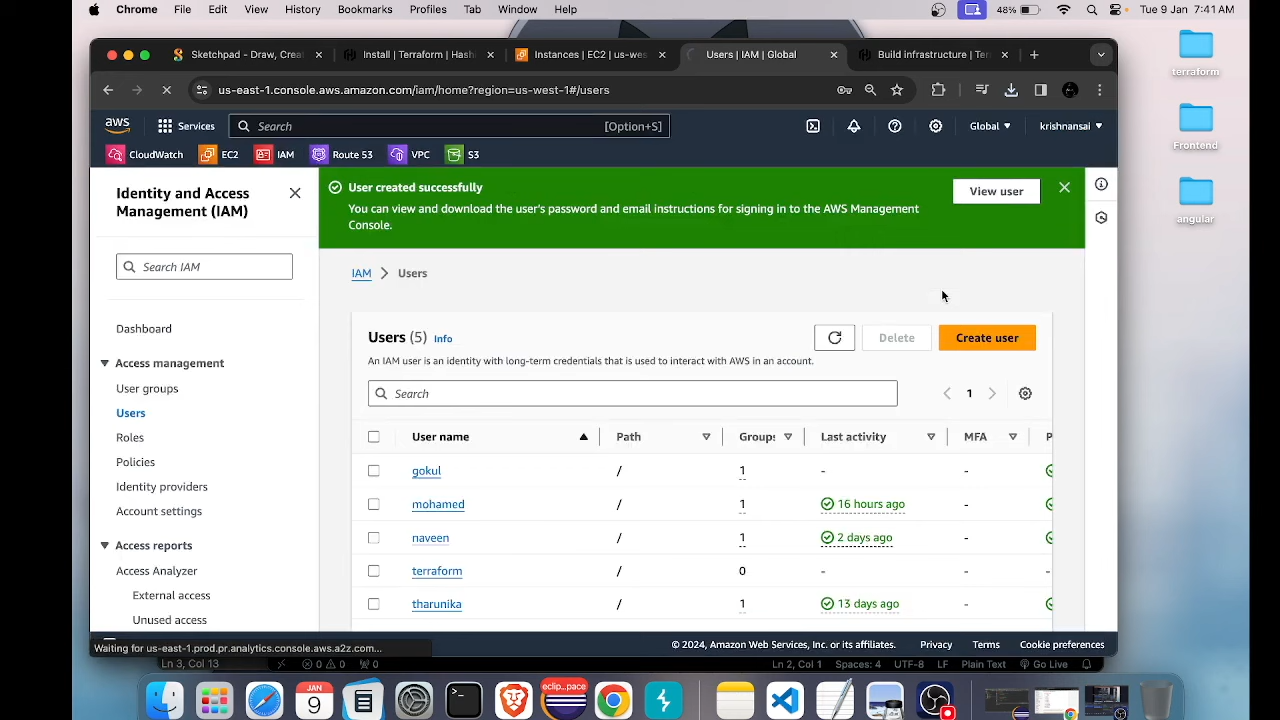 Chrome File Edit View History Bookmarks Profiles Tab Window Help 48% Tue 9 Jan 7:41 AM
Sketchpad - Draw, Crea Install | Terraform | Hash Instances | EC2 | us-wes Users | IAM | Global Build infrastructure | Ter
us-east-1.console.aws.amazon.com/iam/home?region=us-west-1#/users
aws Services Search [Option+S] Global krishnansai
CloudWatch EC2 IAM Route 53 VPC S3
Identity and Access
Management (IAM)
Search IAM
Dashboard
Access management
User groups
Users
Roles
Policies
Identity providers
Account settings
Access reports
Access Analyzer
External access
Unused access
User created successfully
You can view and download the user's password and email instructions for signing in to the AWS Management
Console.
View user
IAM > Users
Users (5) Info
Delete Create user
An IAM user is an identity with long-term credentials that is used to interact with AWS in an account.
Search
1
User name Path Groups Last activity MFA P
gokul / 1 - -
mohamed / 1 16 hours ago -
naveen / 1 2 days ago -
terraform / 0 - - -
tharunika / 1 13 days ago -
Waiting for us-east-1.prod.pr.analytics.console.aws.a2z.com...
© 2024, Amazon Web Services, Inc. or its affiliates. Privacy Terms Cookie preferences
Ln 3, Col 13 0 0 0 Ln 2, Col 1 Spaces: 4 UTF-8 LF Plain Text Go Live
terraform
Frontend
angular
JAN
9
eclip...pace